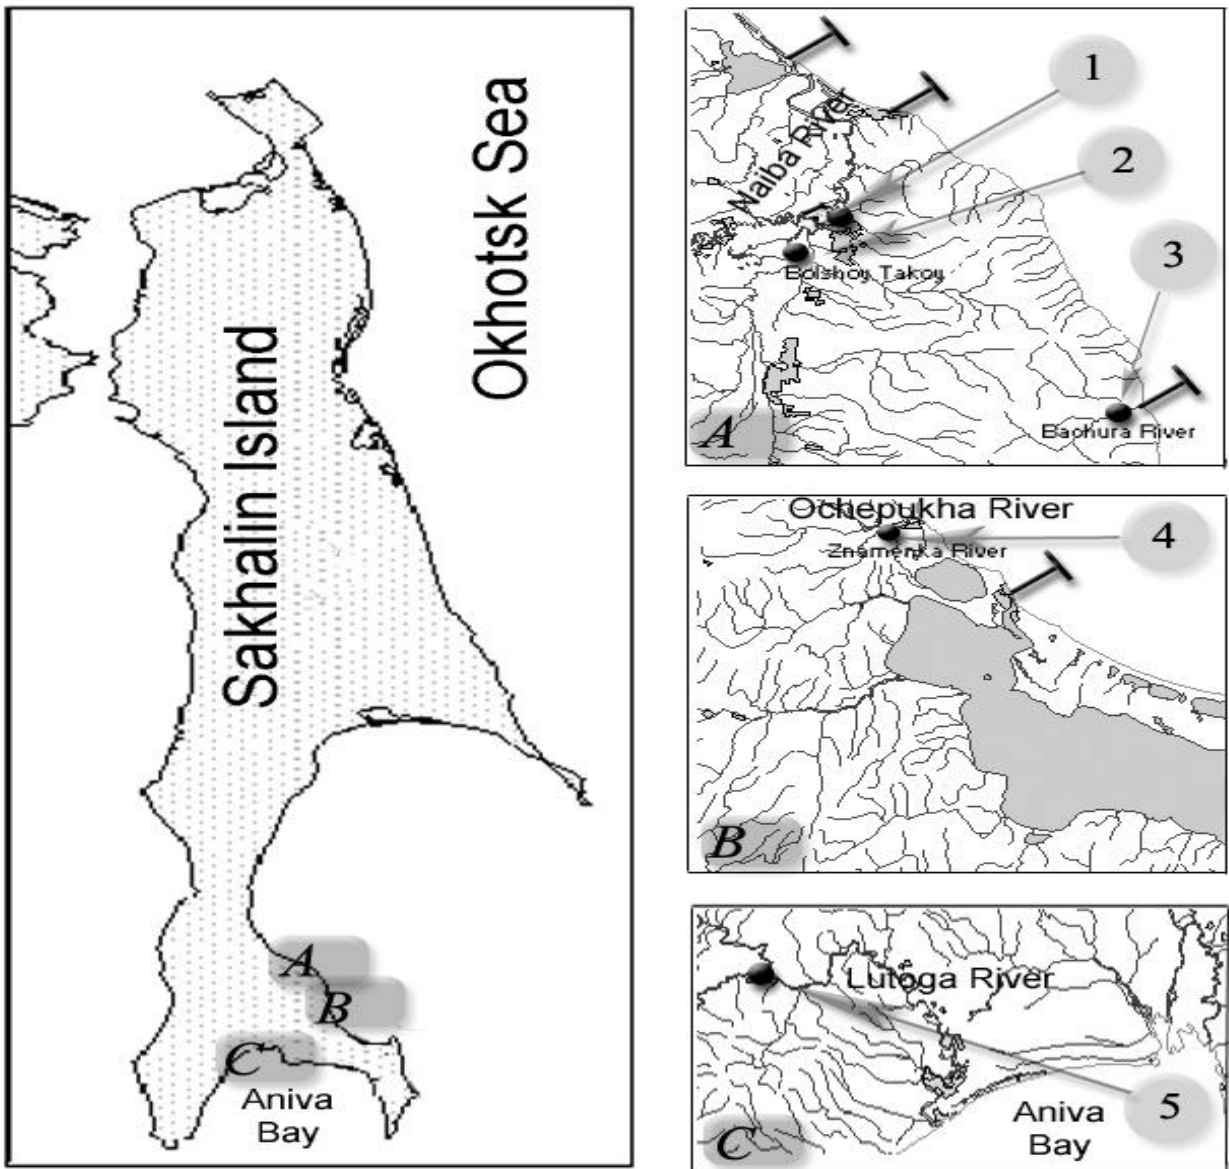 Okhotsk Sea
Sakhalin Island
A
B
C
Aniva
Bay
1
2
3
Naiba River
Bolshoy Takoy
Bachura River
A
Ochepukha River
4
Znamenka River
B
Lutoga River
5
Aniva
Bay
C